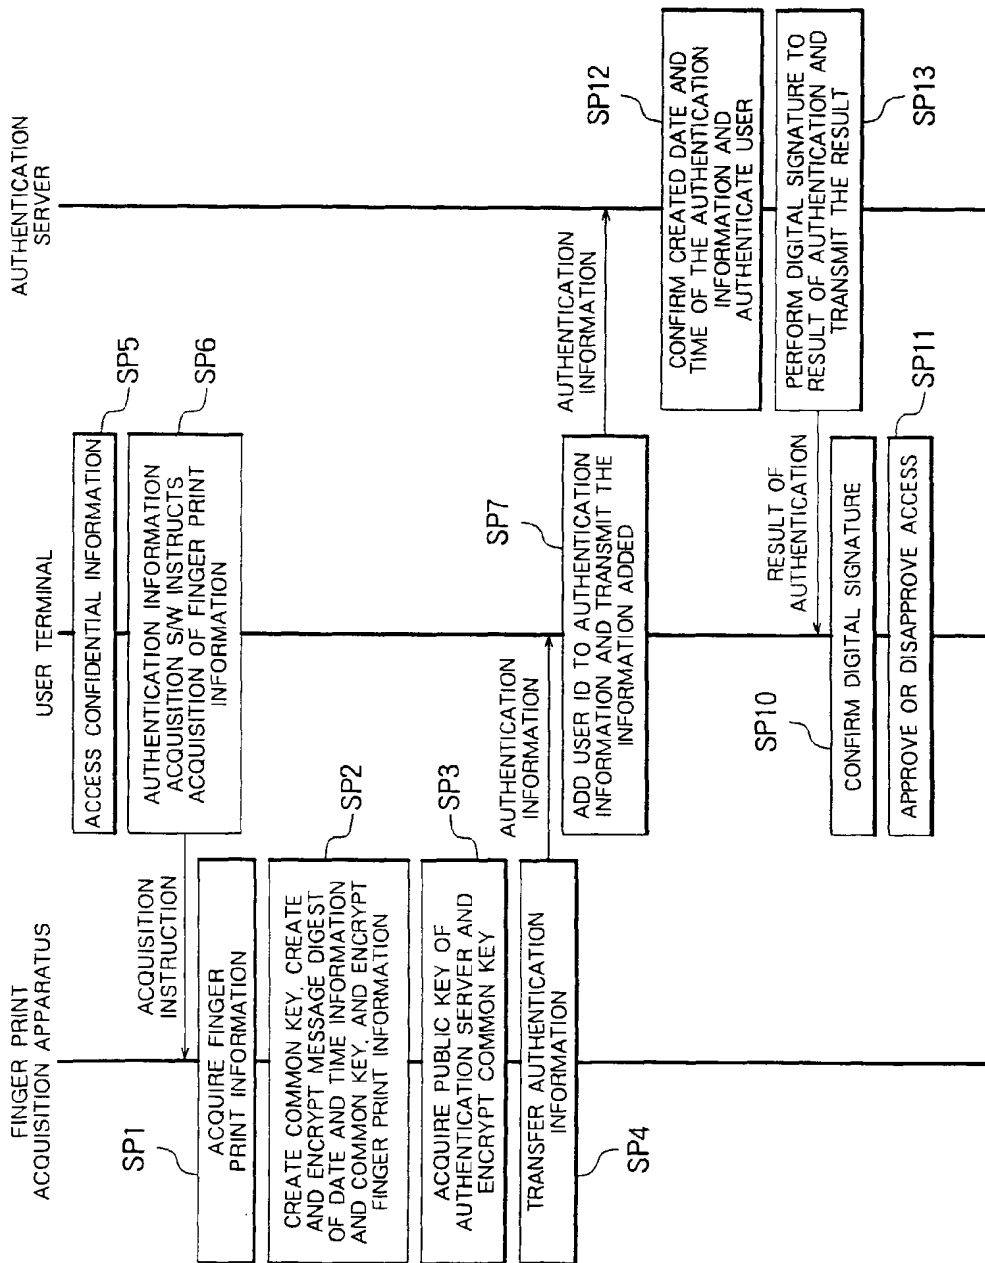 FINGER PRINT
ACQUISITION APPARATUS
USER TERMINAL
AUTHENTICATION
SERVER
ACCESS CONFIDENTIAL INFORMATION
SP5
AUTHENTICATION INFORMATION
ACQUISITION S/W INSTRUCTS
ACQUISITION OF FINGER PRINT
INFORMATION
SP6
ACQUISITION
INSTRUCTION
SP1
ACQUIRE FINGER
PRINT INFORMATION
CREATE COMMON KEY, CREATE
AND ENCRYPT MESSAGE DIGEST
OF DATE AND TIME INFORMATION
AND COMMON KEY, AND ENCRYPT
FINGER PRINT INFORMATION
SP2
ACQUIRE PUBLIC KEY OF
AUTHENTICATION SERVER AND
ENCRYPT COMMON KEY
SP3
TRANSFER AUTHENTICATION
INFORMATION
SP4
AUTHENTICATION
INFORMATION
SP7
ADD USER ID TO AUTHENTICATION
INFORMATION AND TRANSMIT THE
INFORMATION ADDED
AUTHENTICATION
INFORMATION
SP12
CONFIRM CREATED DATE AND
TIME OF THE AUTHENTICATION
INFORMATION AND
AUTHENTICATE USER
PERFORM DIGITAL SIGNATURE TO
RESULT OF AUTHENTICATION AND
TRANSMIT THE RESULT
SP13
RESULT OF
AUTHENTICATION
SP10
CONFIRM DIGITAL SIGNATURE
APPROVE OR DISAPPROVE ACCESS
SP11